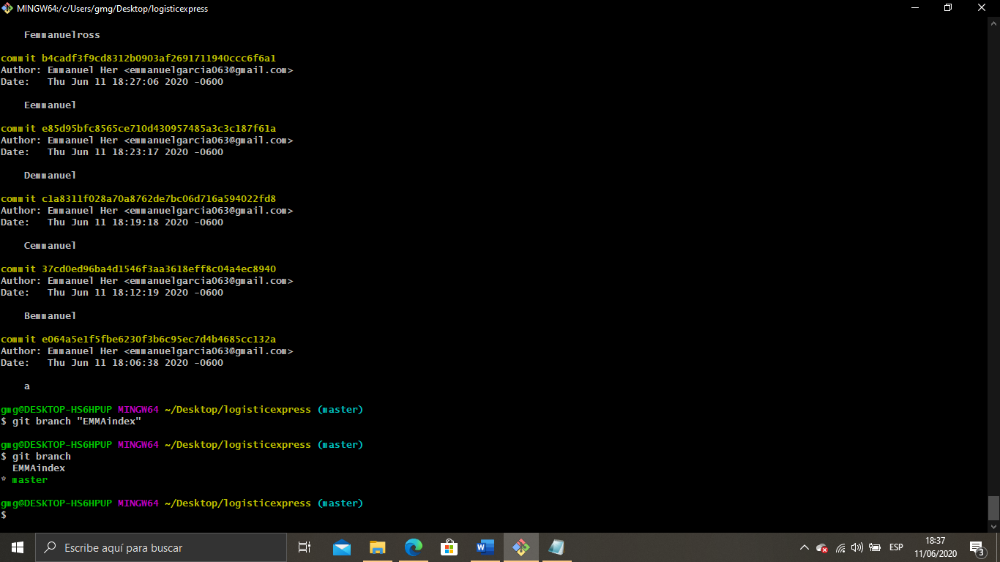 MINGW64:/c/Users/gmg/Desktop/logisticexpress
Femmanuelross
commit b4cadf3f9cd8312b0903af2691711940ccc6f6a1
Author: Emmanuel Her <emmanuelgarcia063@gmail.com>
Date:   Thu Jun 11 18:27:06 2020 -0600
Eemmanuel
commit e85d95bfc8565ce710d430957485a3c3c187f61a
Author: Emmanuel Her <emmanuelgarcia063@gmail.com>
Date:   Thu Jun 11 18:23:17 2020 -0600
Demmanuel
commit c1a8311f028a70a8762de7bc06d716a594022fd8
Author: Emmanuel Her <emmanuelgarcia063@gmail.com>
Date:   Thu Jun 11 18:19:18 2020 -0600
Cemmanuel
commit 37cd0ed96ba4d1546f3aa3618eff8c04a4ec8940
Author: Emmanuel Her <emmanuelgarcia063@gmail.com>
Date:   Thu Jun 11 18:12:19 2020 -0600
Bemmanuel
commit e064a5e1f5fbe6230f3b6c95ec7d4b4685cc132a
Author: Emmanuel Her <emmanuelgarcia063@gmail.com>
Date:   Thu Jun 11 18:06:38 2020 -0600
a
gmg@DESKTOP-HS6HPUP MINGW64 ~/Desktop/logisticexpress (master)
$ git branch "EMMAindex"
gmg@DESKTOP-HS6HPUP MINGW64 ~/Desktop/logisticexpress (master)
$ git branch
EMMAindex
* master
gmg@DESKTOP-HS6HPUP MINGW64 ~/Desktop/logisticexpress (master)
$
Escribe aquí para buscar
ESP
18:37
11/06/2020
3